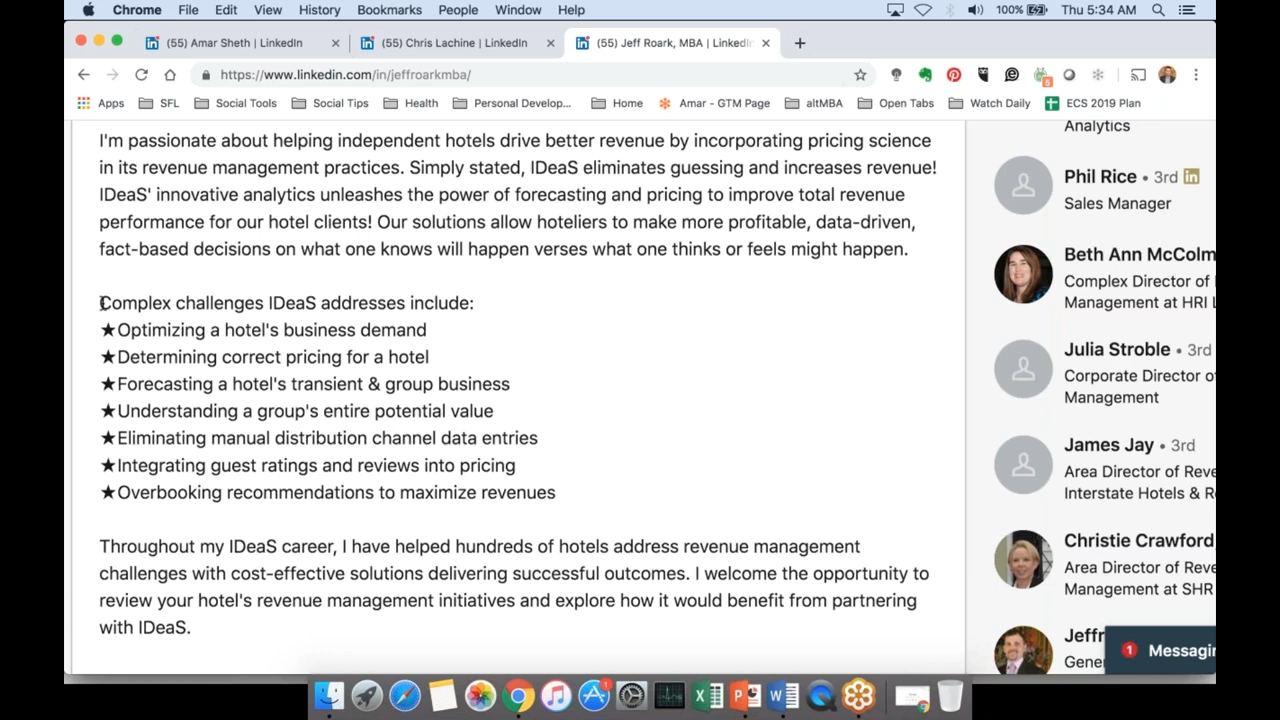 Chrome File Edit View History Bookmarks People Window Help 100% Thu 5:34 AM
(55) Amar Sheth | LinkedIn (55) Chris Lachine | LinkedIn (55) Jeff Roark, MBA | LinkedIn
https://www.linkedin.com/in/jeffroarkmba/
Apps SFL Social Tools Social Tips Health Personal Develop... Home Amar - GTM Page altMBA Open Tabs Watch Daily ECS 2019 Plan
I'm passionate about helping independent hotels drive better revenue by incorporating pricing science
in its revenue management practices. Simply stated, IDeaS eliminates guessing and increases revenue!
IDeaS' innovative analytics unleashes the power of forecasting and pricing to improve total revenue
performance for our hotel clients! Our solutions allow hoteliers to make more profitable, data-driven,
fact-based decisions on what one knows will happen verses what one thinks or feels might happen.
Complex challenges IDeaS addresses include:
★Optimizing a hotel's business demand
★Determining correct pricing for a hotel
★Forecasting a hotel's transient & group business
★Understanding a group's entire potential value
★Eliminating manual distribution channel data entries
★Integrating guest ratings and reviews into pricing
★Overbooking recommendations to maximize revenues
Throughout my IDeaS career, I have helped hundreds of hotels address revenue management
challenges with cost-effective solutions delivering successful outcomes. I welcome the opportunity to
review your hotel's revenue management initiatives and explore how it would benefit from partnering
with IDeaS.
Analytics
Phil Rice • 3rd
Sales Manager
Beth Ann McColm
Complex Director of
Management at HRI
Julia Stroble • 3rd
Corporate Director of
Management
James Jay • 3rd
Area Director of Reve
Interstate Hotels & R
Christie Crawford
Area Director of Reve
Management at SHR
Jeffr
Gene
1 Messagin